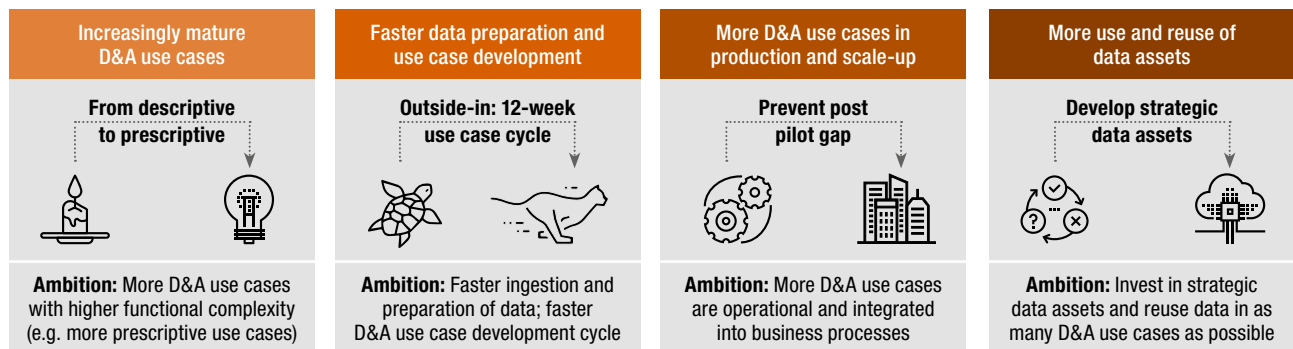 Increasingly mature
D&A use cases
From descriptive
to prescriptive
Ambition: More D&A use cases
with higher functional complexity
(e.g. more prescriptive use cases)
Faster data preparation and
use case development
Outside-in: 12-week
use case cycle
Ambition: Faster ingestion and
preparation of data; faster
D&A use case development cycle
More D&A use cases in
production and scale-up
Prevent post
pilot gap
Ambition: More D&A use cases
are operational and integrated
into business processes
More use and reuse of
data assets
Develop strategic
data assets
?
Ambition: Invest in strategic
data assets and reuse data in as
many D&A use cases as possible